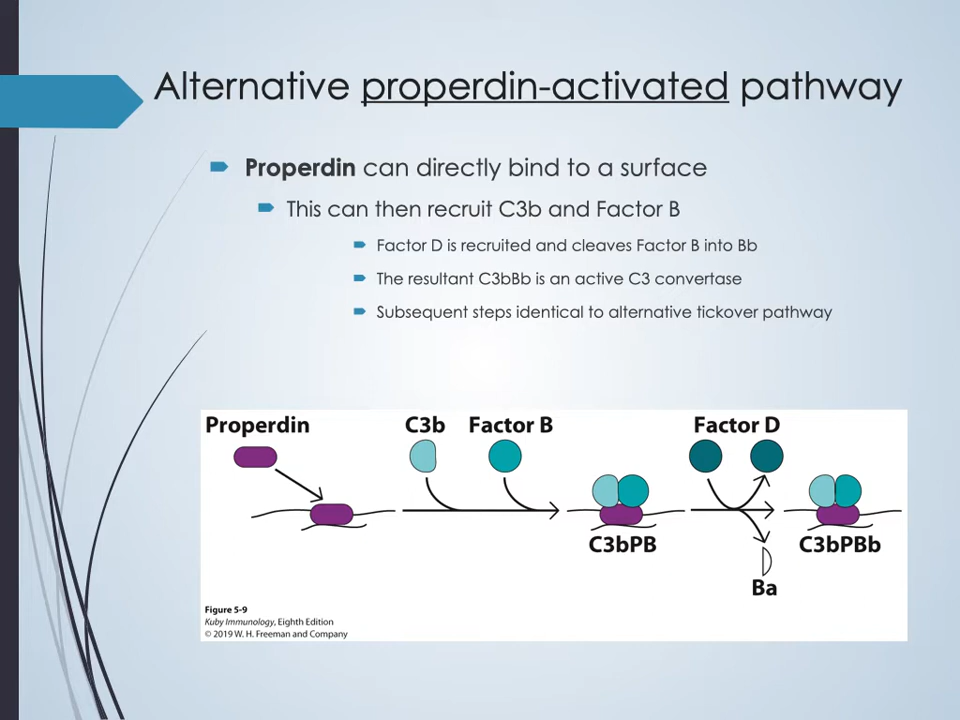 Alternative properdin-activated pathway
Properdin can directly bind to a surface
This can then recruit C3b and Factor B
Factor D is recruited and cleaves Factor B into Bb
The resultant C3bBb is an active C3 convertase
Subsequent steps identical to alternative tickover pathway
Properdin
C3b
Factor B
Factor D
C3bPB
C3bPBb
Ba
Figure 5-9
Kuby Immunology, Eighth Edition
© 2019 W. H. Freeman and Company